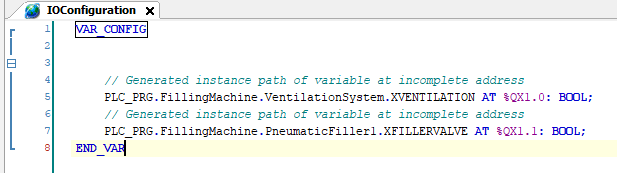 IOConfiguration
1 VAR_CONFIG
2
3
4 // Generated instance path of variable at incomplete address
5 PLC_PRG.FillingMachine.VentilationSystem.XVENTILATION AT %QX1.0: BOOL;
6 // Generated instance path of variable at incomplete address
7 PLC_PRG.FillingMachine.PneumaticFiller1.XFILLERVALVE AT %QX1.1: BOOL;
8 END_VAR